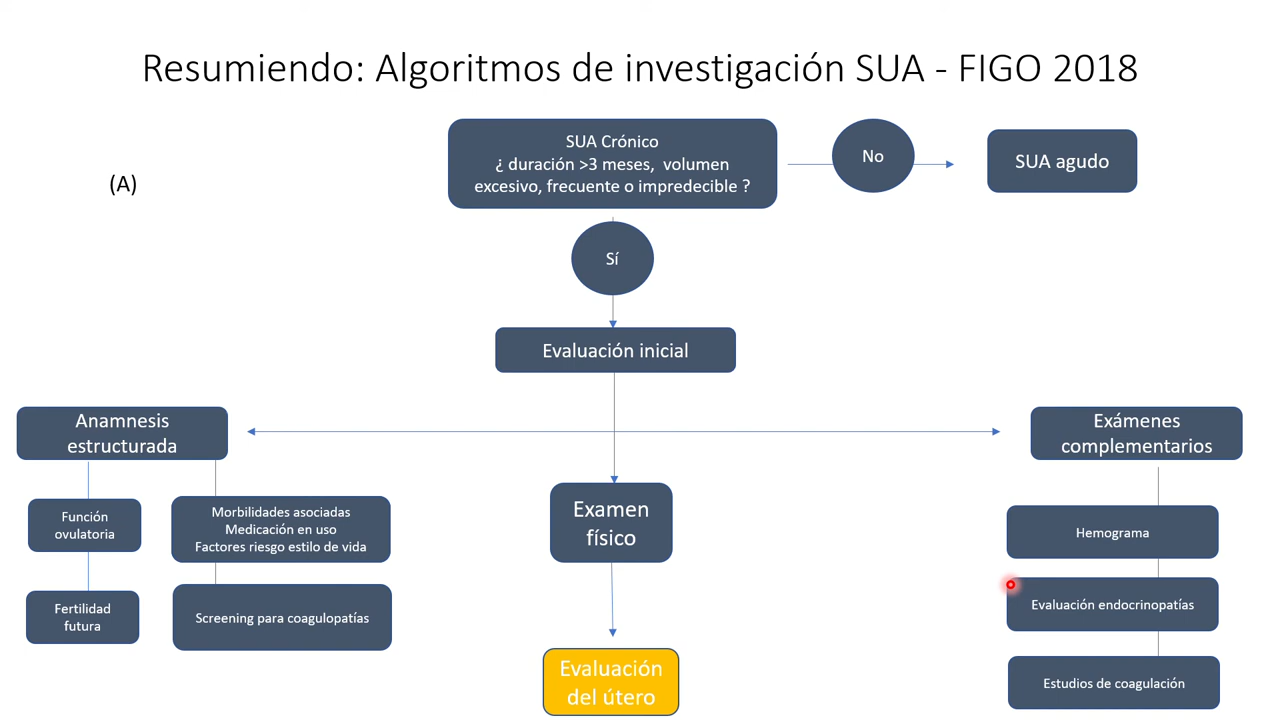 Resumiendo: Algoritmos de investigación SUA - FIGO 2018
(A)
SUA Crónico
¿ duración >3 meses, volumen
excesivo, frecuente o impredecible ?
No
SUA agudo
Sí
Evaluación inicial
Anamnesis
estructurada
Exámenes
complementarios
Función
ovulatoria
Morbilidades asociadas
Medicación en uso
Factores riesgo estilo de vida
Examen
físico
Hemograma
Fertilidad
futura
Screening para coagulopatías
Evaluación endocrinopatías
Evaluación
del útero
Estudios de coagulación